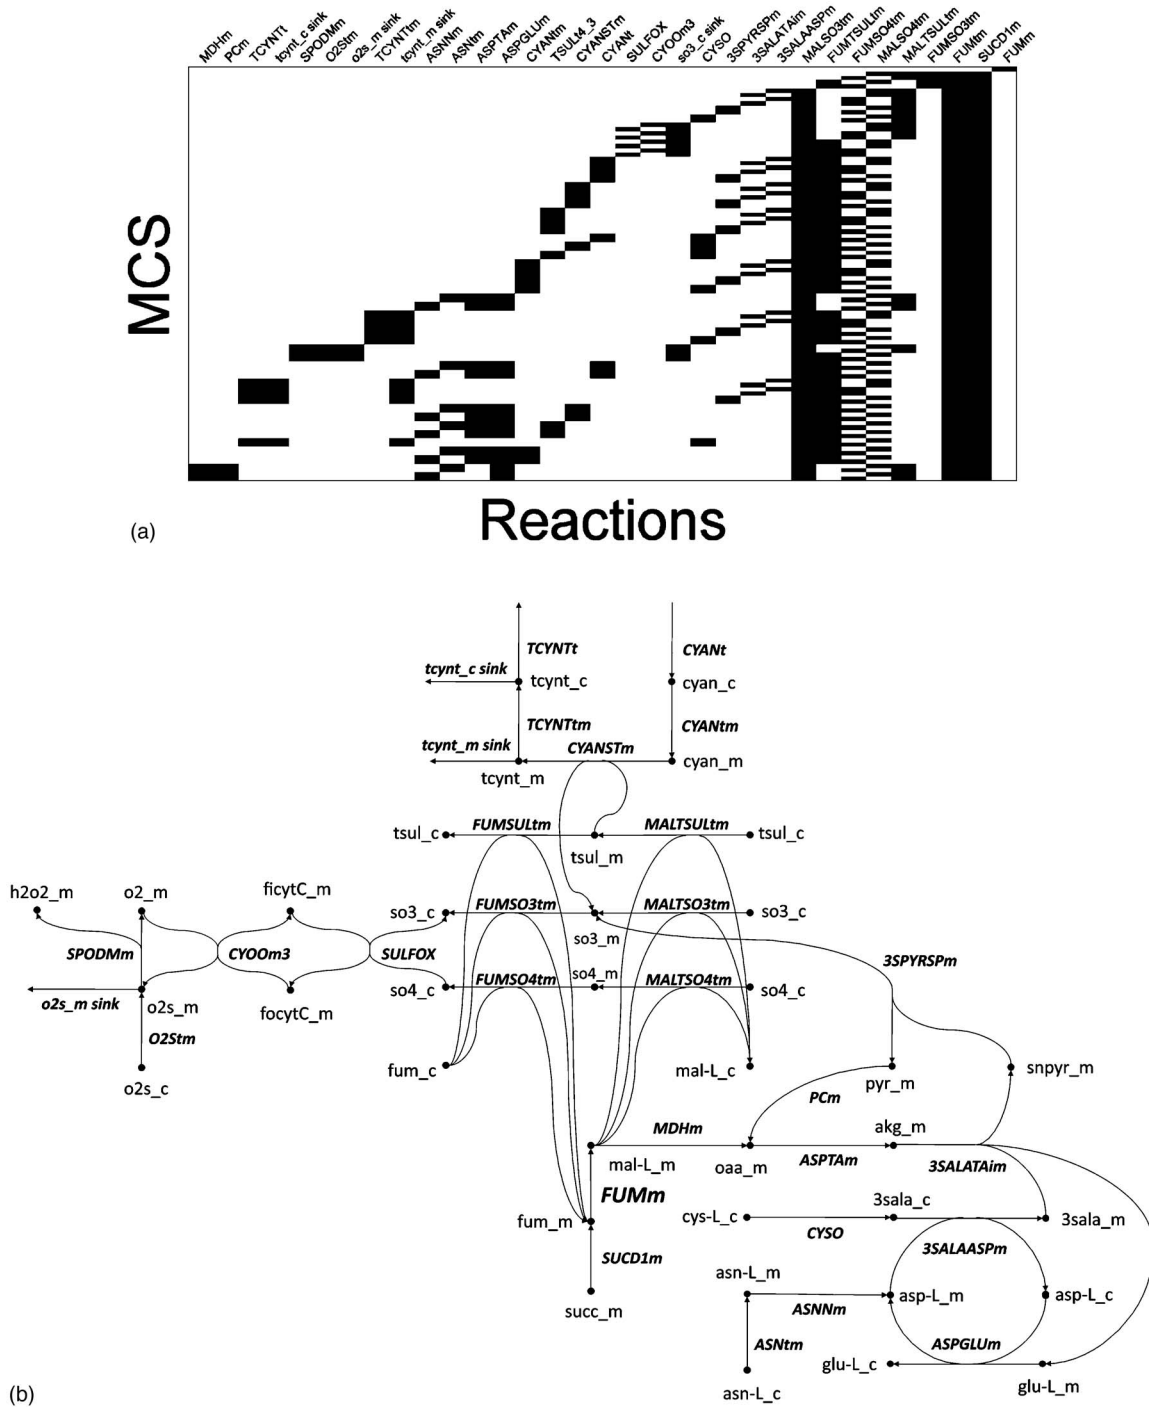 MDHm
PCm
TCYNTt
tcynt_c sink
SPODMm
O2Stm
o2s_m sink
TCYNTtm
tcynt_m sink
ASNNm
ASNtm
ASPTAm
ASPGLUm
CYANtm
TSULt4_3
CYANSTm
CYANt
SULFOX
CYOOm3
so3_c sink
CYSO
3SPYRSPm
3SALATAim
3SALAASPm
MALSO3tm
FUMTSULtm
FUMSO4tm
MALSO4tm
MALTSULtm
FUMSO3tm
FUMtm
SUCD1m
FUMm
MCS
Reactions
(a)
TCYNTt CYANt
tcynt_c sink
tcynt_c cyan_c
TCYNTtm CYANtm
tcynt_m sink CYANSTm
tcynt_m cyan_m
FUMSULtm MALTSULtm
tsul_c tsul_m tsul_c
h2o2_m o2_m ficytC_m
FUMSO3tm MALTSO3tm
so3_c so3_m so3_c
SPODMm CYOOm3 SULFOX 3SPYRSPm
FUMSO4tm so4_m MALTSO4tm
o2s_m sink o2s_m focytC_m so4_c so4_c
O2Stm
o2s_c fum_c mal-L_c pyr_m snpyr_m
PCm
MDHm akg_m
mal-L_m oaa_m ASPTAm 3SALATAim
FUMm
fum_m cys-L_c 3sala_c 3sala_m
CYSO
SUCD1m 3SALAASPm
asn-L_m
succ_m ASNNm asp-L_m asp-L_c
ASNtm ASPGLUm
asn-L_c glu-L_c glu-L_m
(b)